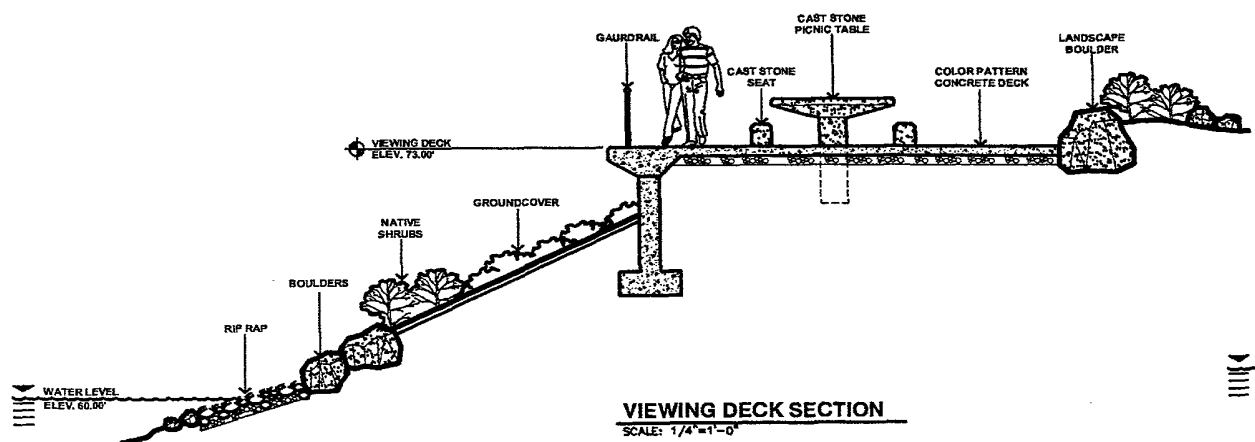 CAST STONE
PICNIC TABLE
GAURDRAIL
LANDSCAPE
BOULDER
CAST STONE
SEAT
COLOR PATTERN
CONCRETE DECK
VIEWING DECK
ELEV. 73.00'
GROUNDCOVER
NATIVE
SHRUBS
BOULDERS
RIP RAP
WATER LEVEL
ELEV. 60.00'
VIEWING DECK SECTION
SCALE: 1/4"=1'-0"